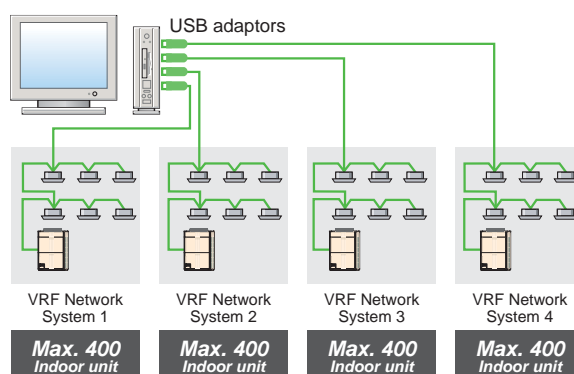 USB adaptors
VRF Network
System 1
VRF Network
System 2
VRF Network
System 3
VRF Network
System 4
Max. 400
Indoor unit
Max. 400
Indoor unit
Max. 400
Indoor unit
Max. 400
Indoor unit